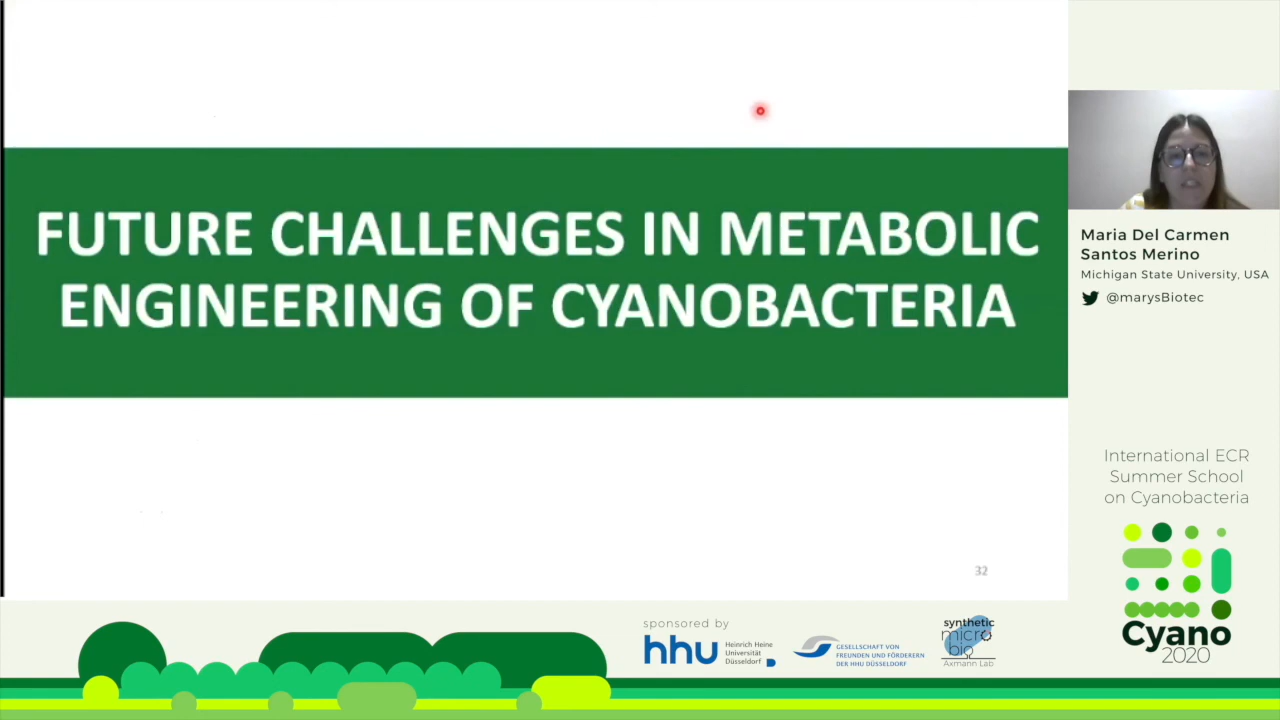 FUTURE CHALLENGES IN METABOLIC
ENGINEERING OF CYANOBACTERIA
32
Maria Del Carmen
Santos Merino
Michigan State University, USA
@marysBiotec
International ECR
Summer School
on Cyanobacteria
Cyano
2020
sponsored by
hhu
Heinrich Heine
Universität
Düsseldorf
GESELLSCHAFT VON
FREUNDEN UND FÖRDERERN
DER HHU DÜSSELDORF
synthetic
micro
bio
Axmann Lab